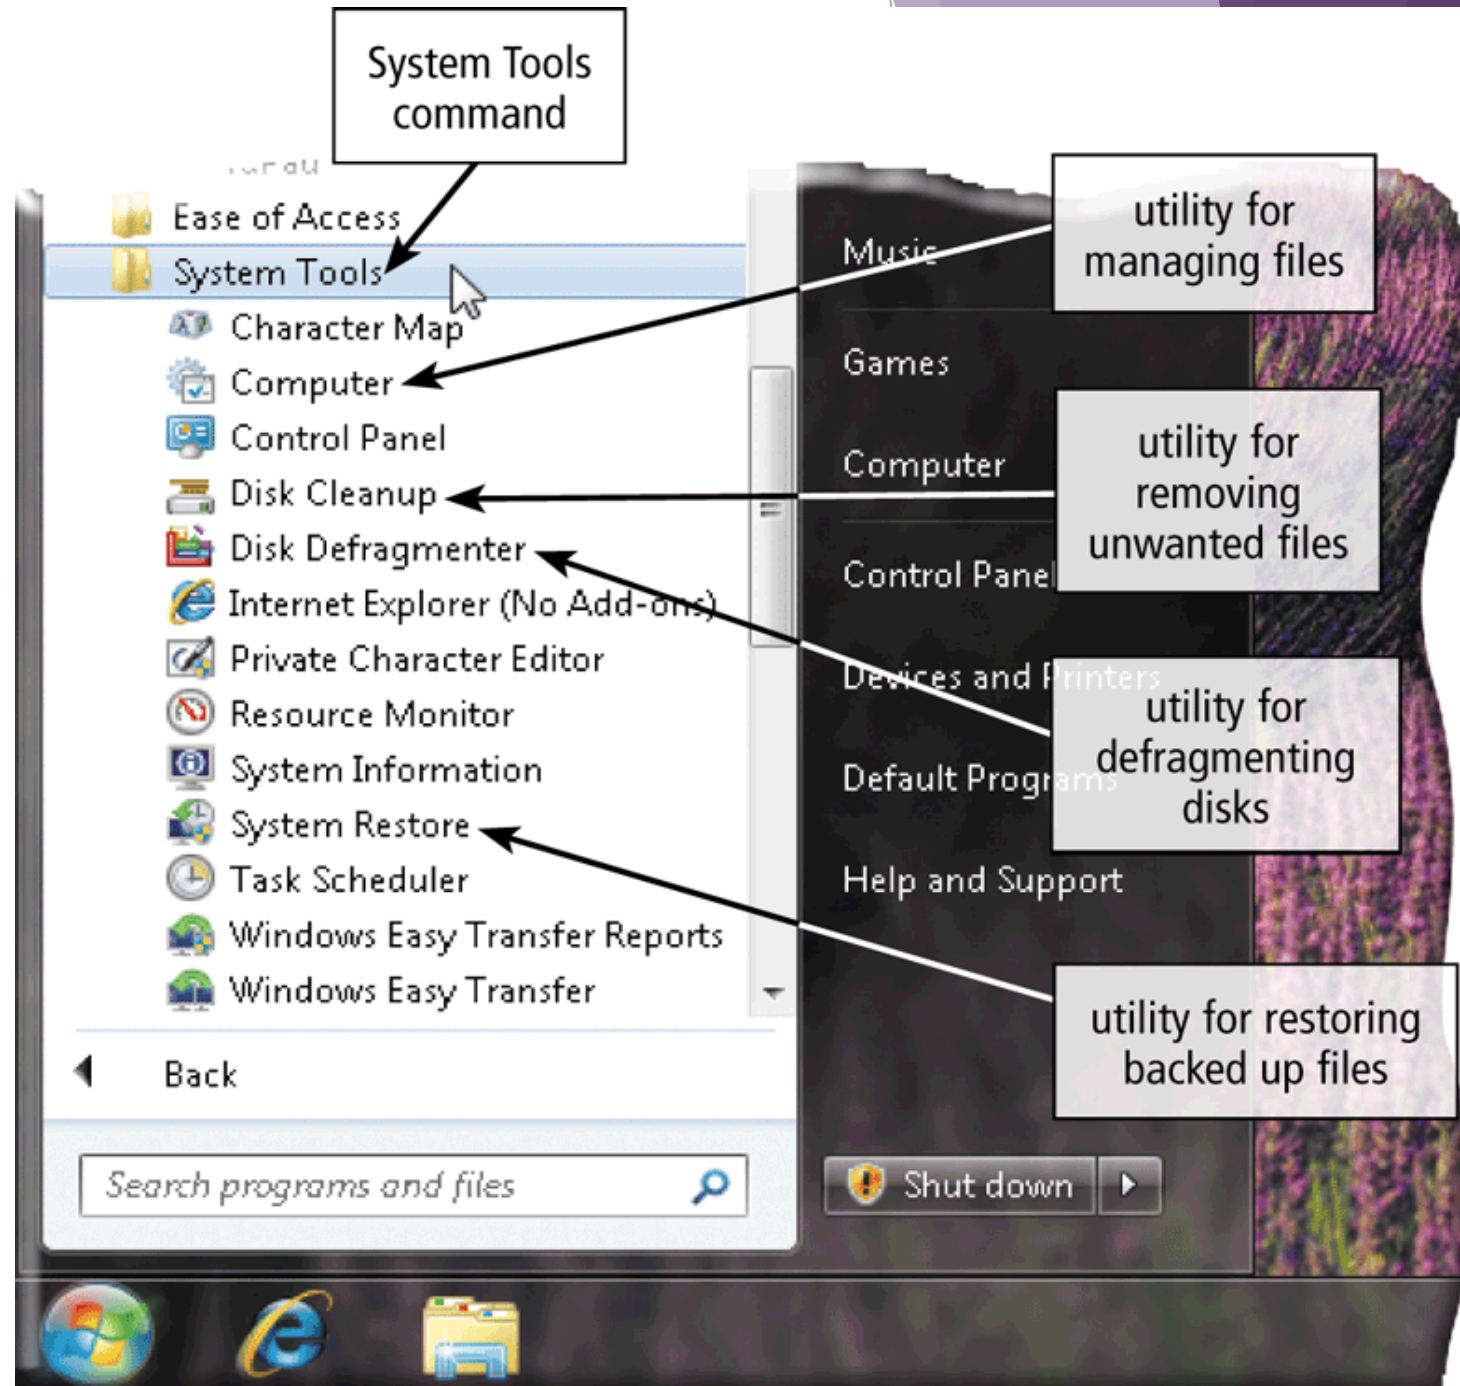 System Tools
command
Ease of Access
System Tools
Character Map
Computer
Control Panel
Disk Cleanup
Disk Defragmenter
Internet Explorer (No Add-ons)
Private Character Editor
Resource Monitor
System Information
System Restore
Task Scheduler
Windows Easy Transfer Reports
Windows Easy Transfer
Back
Search programs and files
Music
Games
Computer
Control Panel
Devices and Printers
Default Programs
Help and Support
Shut down
utility for
managing files
utility for
removing
unwanted files
utility for
defragmenting
disks
utility for restoring
backed up files